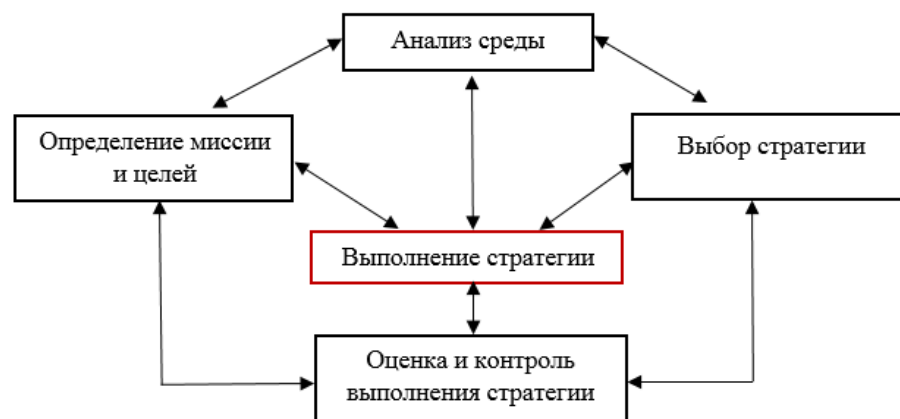 Анализ среды
Определение миссии
и целей
Выбор стратегии
Выполнение стратегии
Оценка и контроль
выполнения стратегии